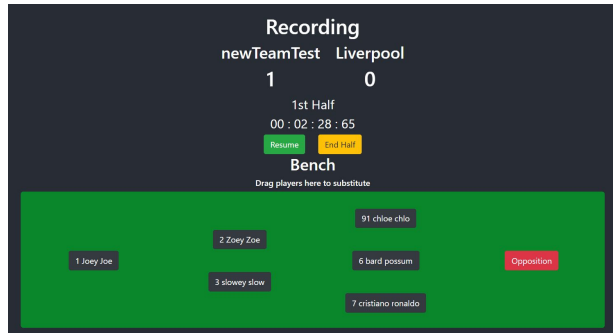 Recording
newTeamTest Liverpool
1 0
1st Half
00 : 02 : 28 : 65
Resume End Half
Bench
Drag players here to substitute
91 chloe chlo
2 Zoey Zoe
1 Joey Joe 6 bard possum Opposition
3 slowey slow
7 cristiano ronaldo